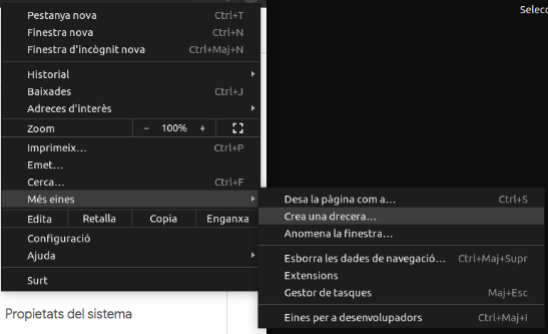 Selecc
Pestanya nova Ctrl+T
Finestra nova Ctrl+N
Finestra d'incògnit nova Ctrl+Maj+N
Historial
Baixades Ctrl+J
Adreces d'interès
Zoom − 100% +
Imprimeix... Ctrl+P
Emet...
Cerca... Ctrl+F
Més eines
Edita Retalla Copia Enganxa
Configuració
Ajuda
Surt
Desa la pàgina com a... Ctrl+S
Crea una drecera...
Anomena la finestra...
Esborra les dades de navegació... Ctrl+Maj+Supr
Extensions
Gestor de tasques Maj+Esc
Eines per a desenvolupadors Ctrl+Maj+I
Propietats del sistema